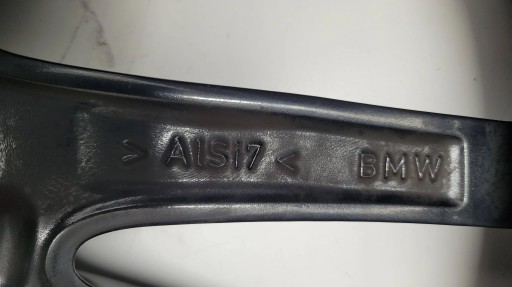 > AlSi7 < BMW